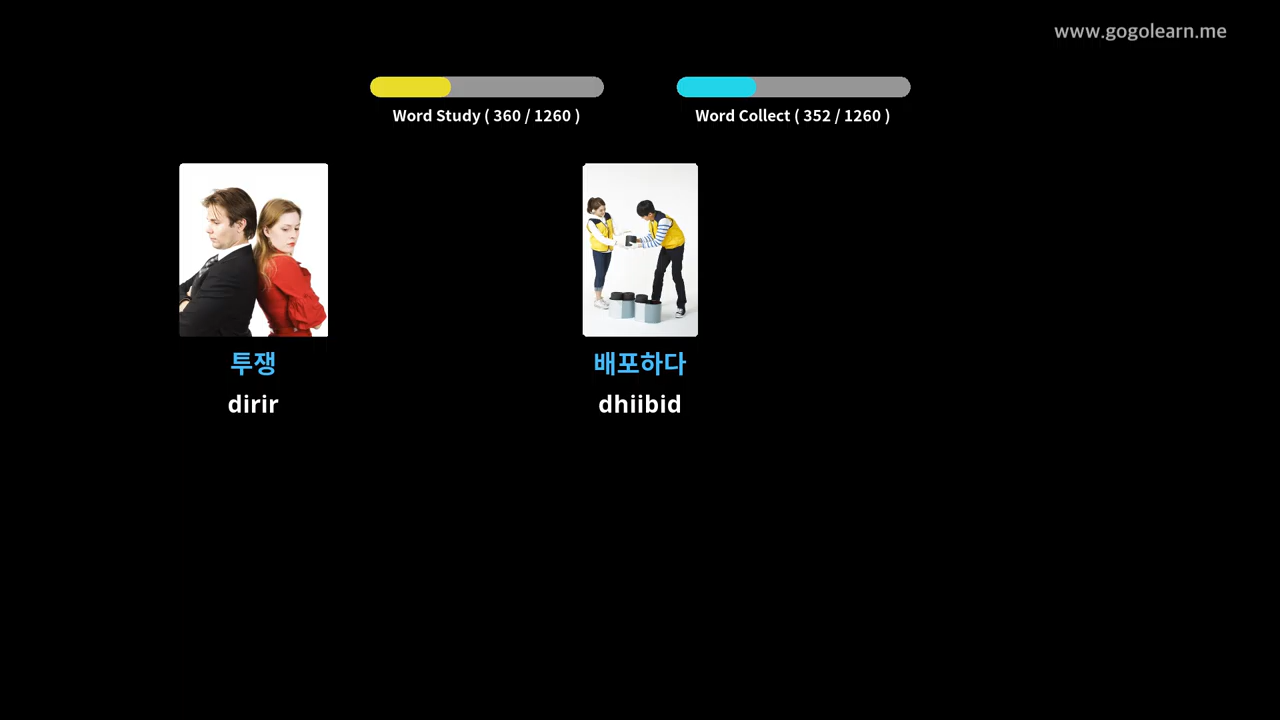 www.gogolearn.me
Word Study ( 360 / 1260 )
Word Collect ( 352 / 1260 )
투쟁
dirir
배포하다
dhiibid